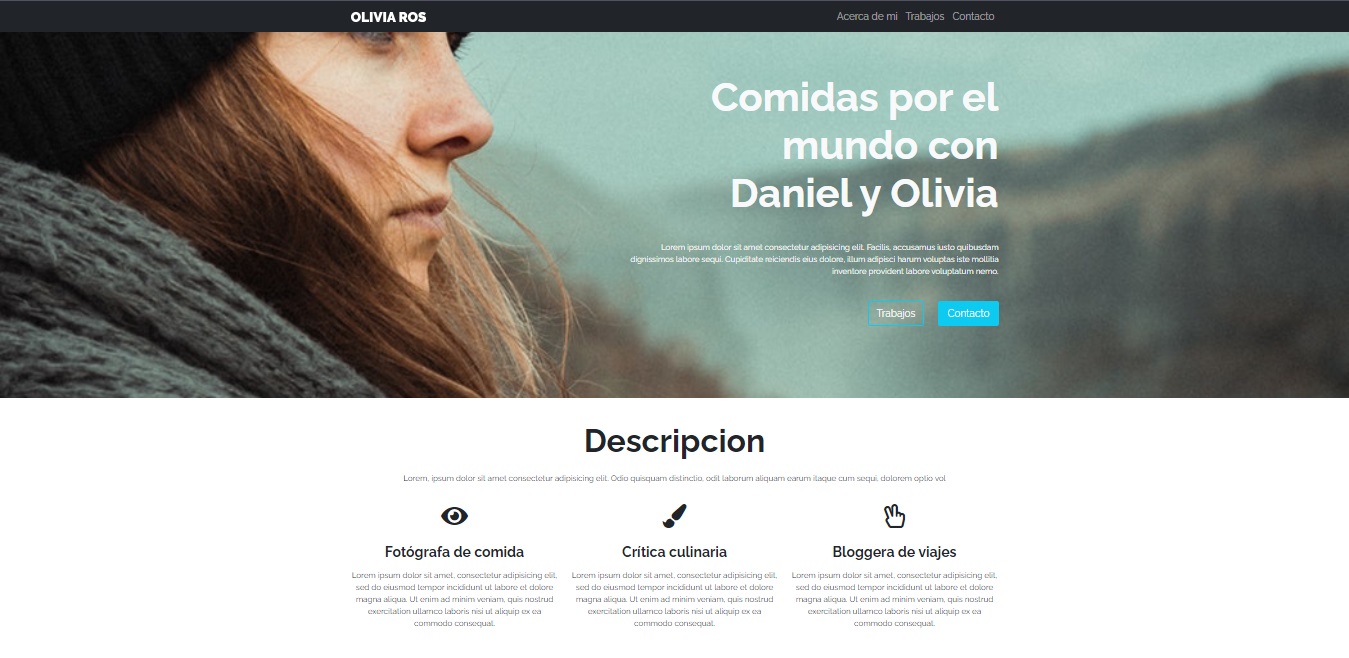 OLIVIA ROS
Acerca de mi Trabajos Contacto
Comidas por el
mundo con
Daniel y Olivia
Lorem ipsum dolor sit amet consectetur adipisicing elit. Facilis, accusamus iusto quibusdam
dignissimos labore sequi. Cupiditate reiciendis eius dolore, illum adipisci harum voluptas iste mollitia
inventore provident labore voluptatum nemo.
Trabajos Contacto
Descripcion
Lorem, ipsum dolor sit amet consectetur adipisicing elit. Odio quisquam distinctio, odit laborum aliquam earum itaque cum sequi, dolorem optio vol
Fotógrafa de comida
Lorem ipsum dolor sit amet, consectetur adipisicing elit,
sed do eiusmod tempor incididunt ut labore et dolore
magna aliqua. Ut enim ad minim veniam, quis nostrud
exercitation ullamco laboris nisi ut aliquip ex ea
commodo consequat.
Crítica culinaria
Lorem ipsum dolor sit amet, consectetur adipisicing elit,
sed do eiusmod tempor incididunt ut labore et dolore
magna aliqua. Ut enim ad minim veniam, quis nostrud
exercitation ullamco laboris nisi ut aliquip ex ea
commodo consequat.
Bloggera de viajes
Lorem ipsum dolor sit amet, consectetur adipisicing elit,
sed do eiusmod tempor incididunt ut labore et dolore
magna aliqua. Ut enim ad minim veniam, quis nostrud
exercitation ullamco laboris nisi ut aliquip ex ea
commodo consequat.